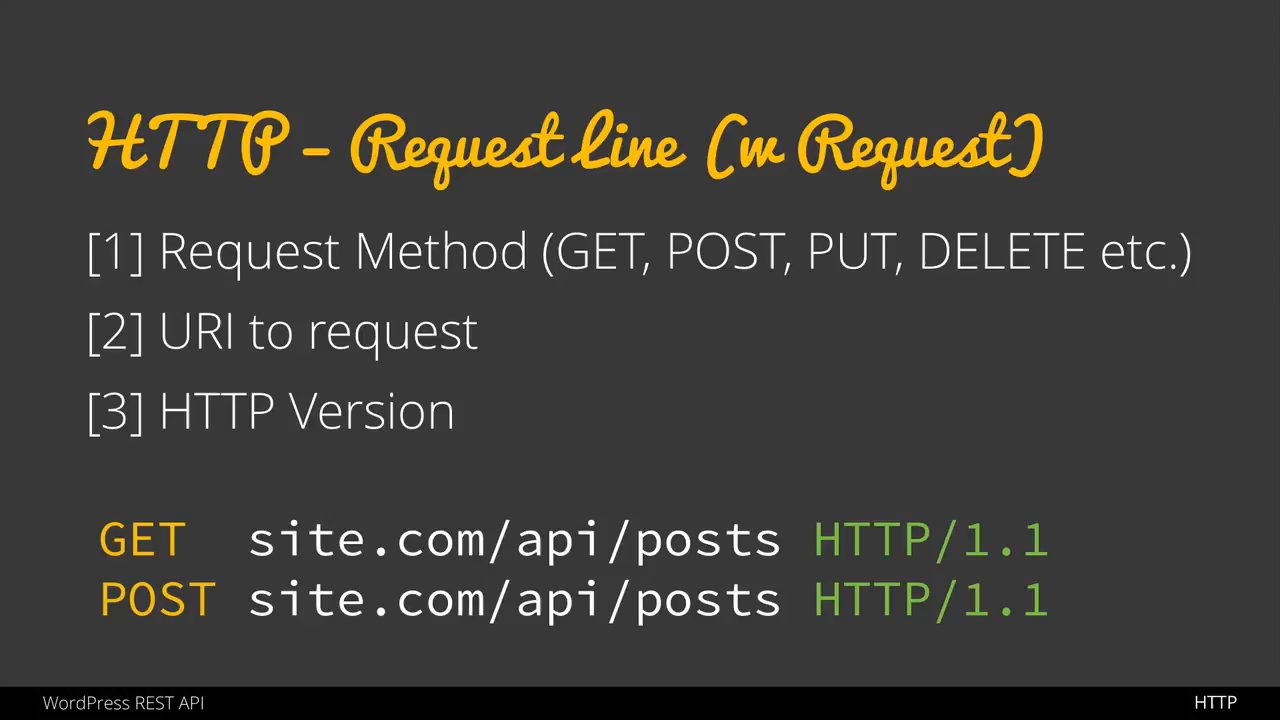 HTTP – Request Line (w Request)
[1] Request Method (GET, POST, PUT, DELETE etc.)
[2] URI to request
[3] HTTP Version
GET site.com/api/posts HTTP/1.1
POST site.com/api/posts HTTP/1.1
WordPress REST API
HTTP